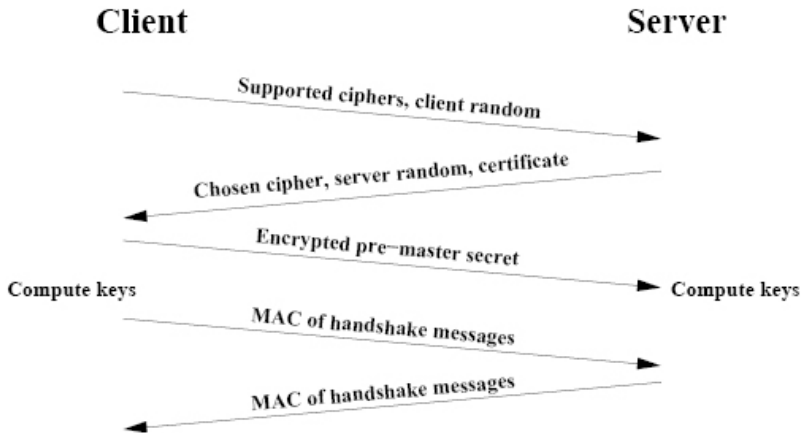 Client
Server
Supported ciphers, client random
Chosen cipher, server random, certificate
Encrypted pre-master secret
Compute keys
Compute keys
MAC of handshake messages
MAC of handshake messages